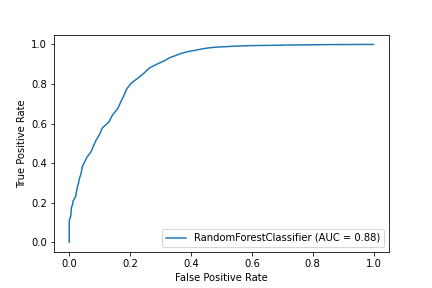 1.0
0.8
0.6
0.4
0.2
0.0
True Positive Rate
RandomForestClassifier (AUC = 0.88)
0.0 0.2 0.4 0.6 0.8 1.0
False Positive Rate